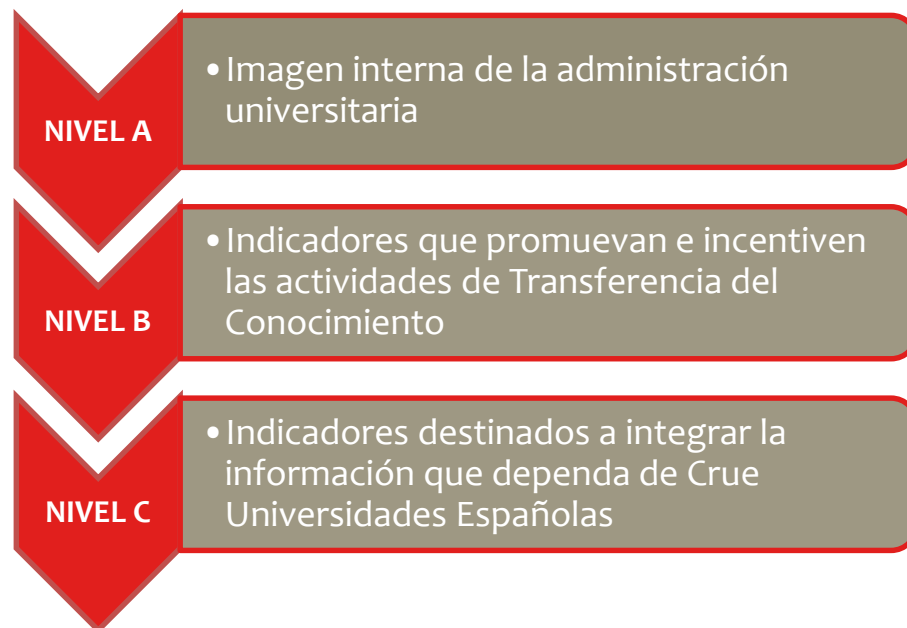 NIVEL A
•Imagen interna de la administración
universitaria
NIVEL B
•Indicadores que promuevan e incentiven
las actividades de Transferencia del
Conocimiento
NIVEL C
•Indicadores destinados a integrar la
información que dependa de Crue
Universidades Españolas